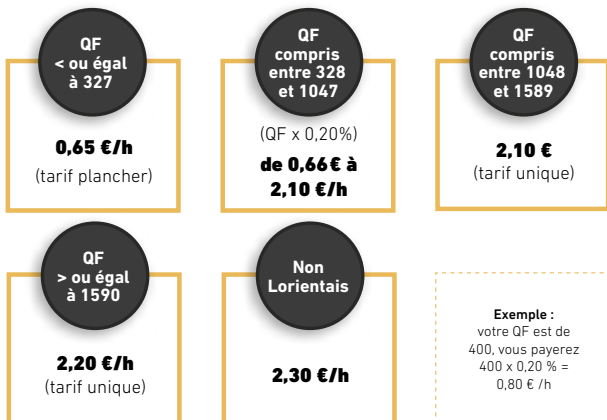 QF
< ou égal
à 327
0,65 €/h
(tarif plancher)
QF
compris
entre 328
et 1047
(QF x 0,20%)
de 0,66€ à
2,10 €/h
QF
compris
entre 1048
et 1589
2,10 €
(tarif unique)
QF
> ou égal
à 1590
2,20 €/h
(tarif unique)
Non
Lorientais
2,30 €/h
Exemple :
votre QF est de
400, vous payerez
400 x 0,20 % =
0,80 € /h